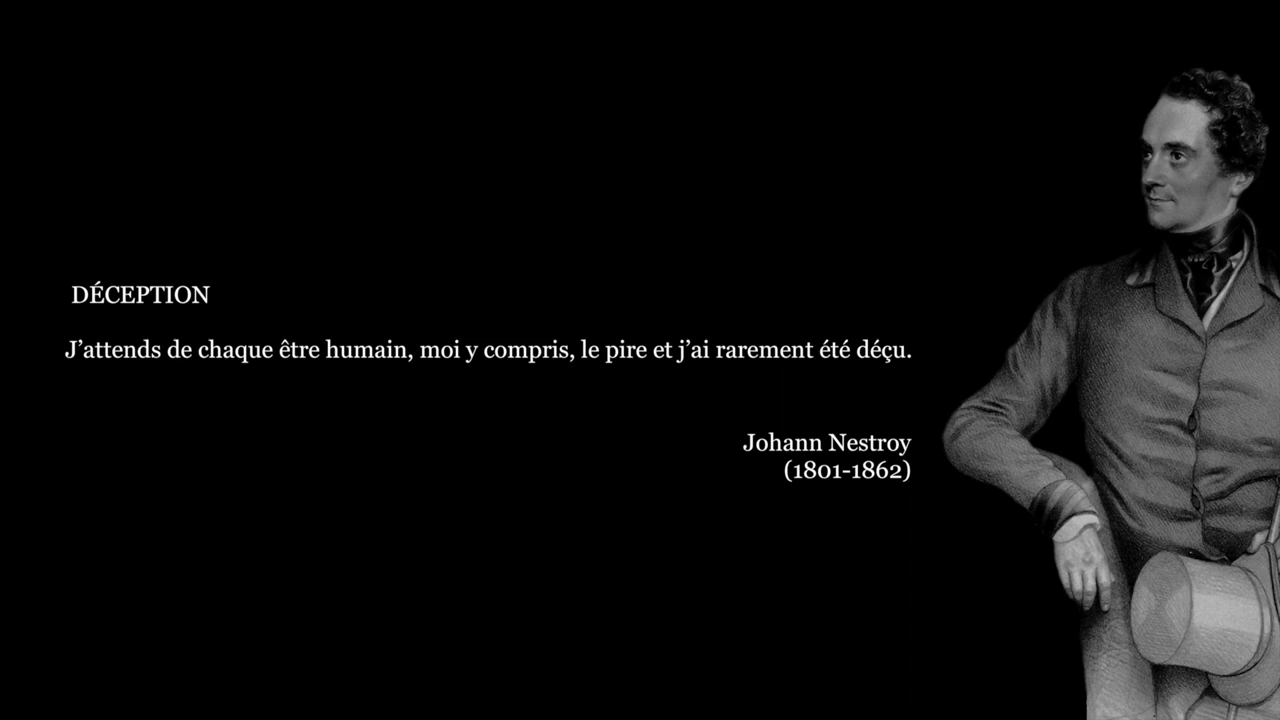 DÉCEPTION
J’attends de chaque être humain, moi y compris, le pire et j’ai rarement été déçu.
Johann Nestroy
(1801-1862)